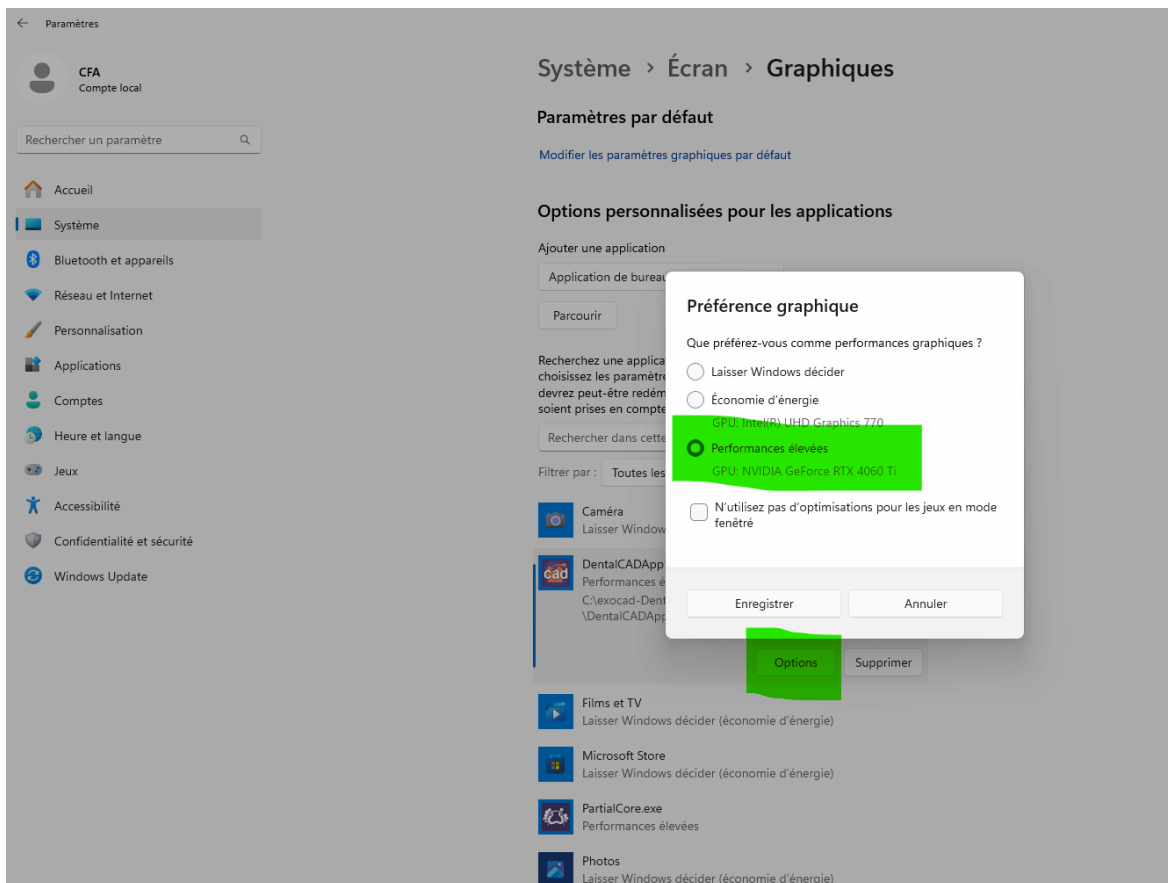 Paramètres
CFA
Compte local
Rechercher un paramètre
Accueil
Système
Bluetooth et appareils
Réseau et Internet
Personnalisation
Applications
Comptes
Heure et langue
Jeux
Accessibilité
Confidentialité et sécurité
Windows Update
Système > Écran > Graphiques
Paramètres par défaut
Modifier les paramètres graphiques par défaut
Options personnalisées pour les applications
Ajouter une application
Application de bureau
Parcourir
Recherchez une applica
choisissez les paramètre
devrez peut-être redém
soient prises en compte
Rechercher dans cette
Filtrer par : Toutes les
Caméra
Laisser Window
cad
DentalCADApp
Performances é
C:\exocad-Dent
\DentalCADApp
Préférence graphique
Que préférez-vous comme performances graphiques ?
Laisser Windows décider
Économie d'énergie
GPU: Intel(R) UHD Graphics 770
Performances élevées
GPU: NVIDIA GeForce RTX 4060 Ti
N'utilisez pas d'optimisations pour les jeux en mode
fenêtré
Enregistrer
Annuler
Options
Supprimer
Films et TV
Laisser Windows décider (économie d'énergie)
Microsoft Store
Laisser Windows décider (économie d'énergie)
PartialCore.exe
Performances élevées
Photos
Laisser Windows décider (économie d'énergie)